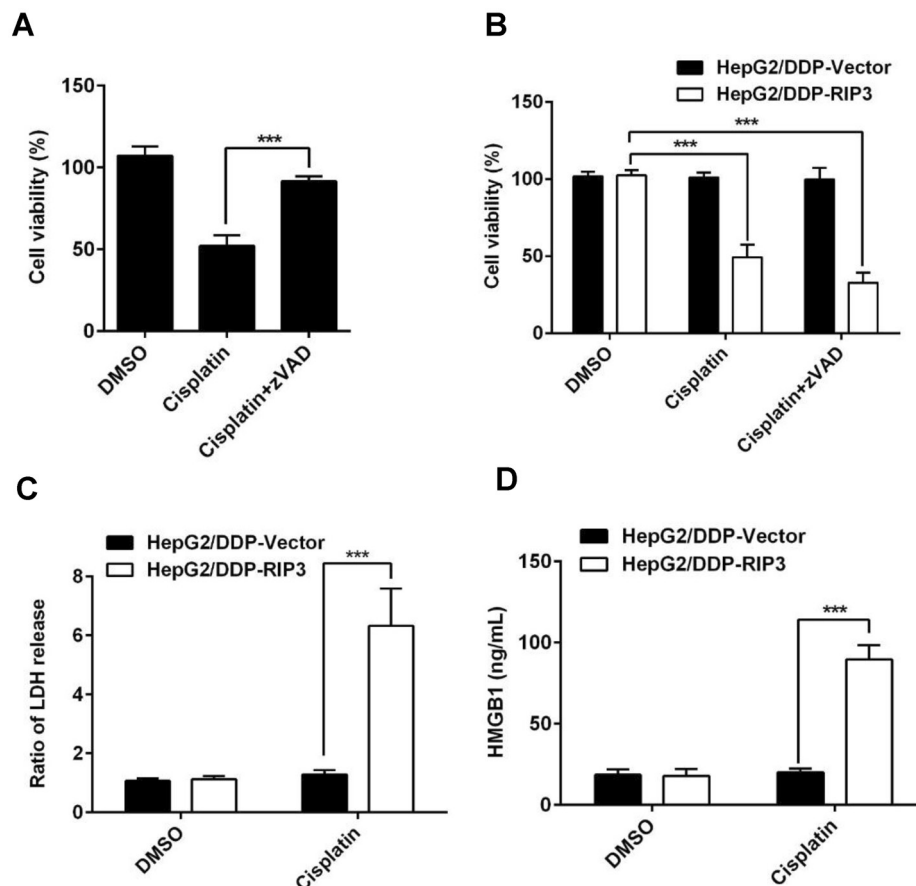 A
Cell viability (%)
150
100
50
0
***
DMSO
Cisplatin
Cisplatin+zVAD
B
HepG2/DDP-Vector
HepG2/DDP-RIP3
Cell viability (%)
150
100
50
0
***
***
DMSO
Cisplatin
Cisplatin+zVAD
C
HepG2/DDP-Vector
HepG2/DDP-RIP3
Ratio of LDH release
8
6
4
2
0
***
DMSO
Cisplatin
D
HepG2/DDP-Vector
HepG2/DDP-RIP3
HMGB1 (ng/mL)
150
100
50
0
***
DMSO
Cisplatin